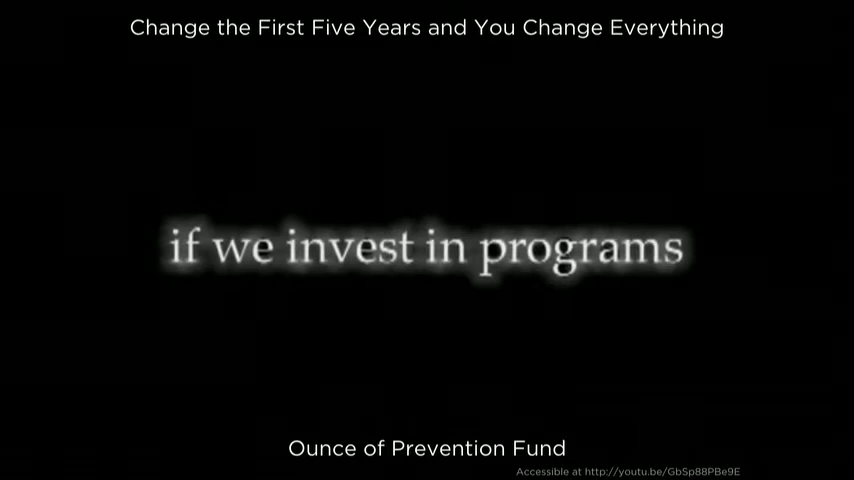 Change the First Five Years and You Change Everything
if we invest in programs
Ounce of Prevention Fund
Accessible at http://youtu.be/GbSp88PBe9E